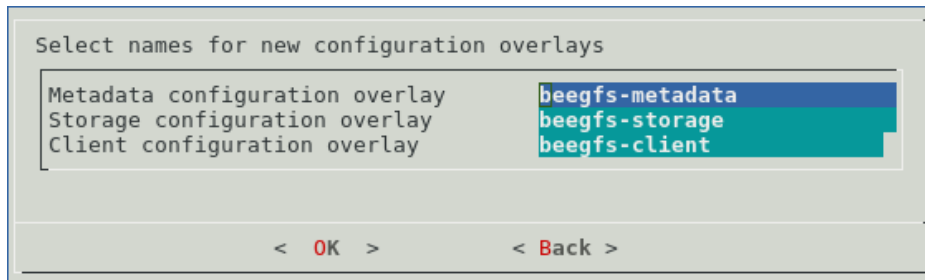 Select names for new configuration overlays
Metadata configuration overlay beegfs-metadata
Storage configuration overlay beegfs-storage
Client configuration overlay beegfs-client
< OK > < Back >